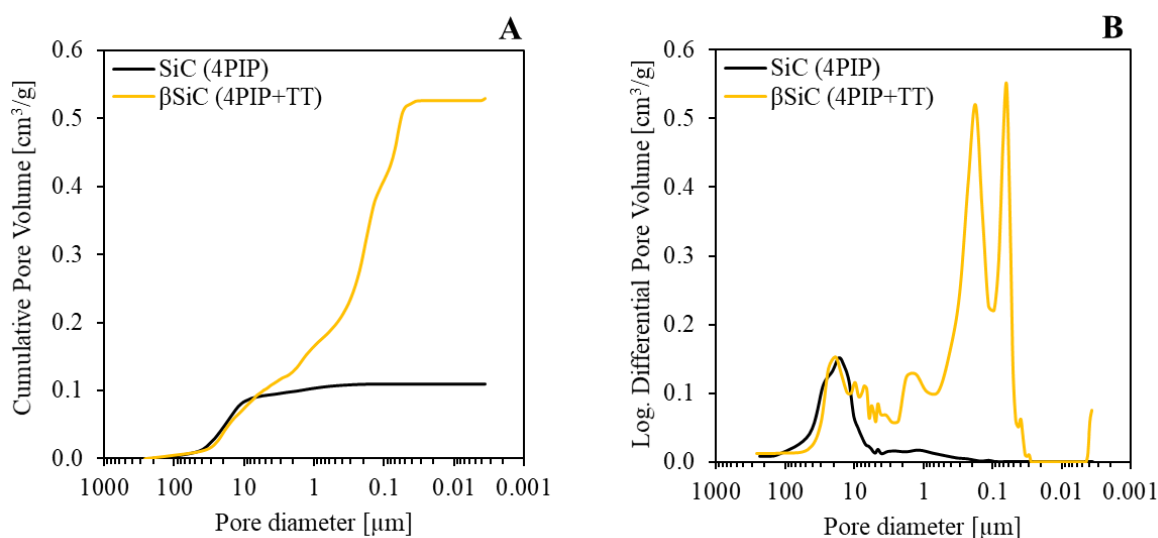 A
Cumulative Pore Volume [cm³/g]
0.6
0.5
0.4
0.3
0.2
0.1
0.0
SiC (4PIP)
βSiC (4PIP+TT)
1000 100 10 1 0.1 0.01 0.001
Pore diameter [µm]
B
Log. Differential Pore Volume [cm³/g]
0.6
0.5
0.4
0.3
0.2
0.1
0.0
SiC (4PIP)
βSiC (4PIP+TT)
1000 100 10 1 0.1 0.01 0.001
Pore diameter [µm]